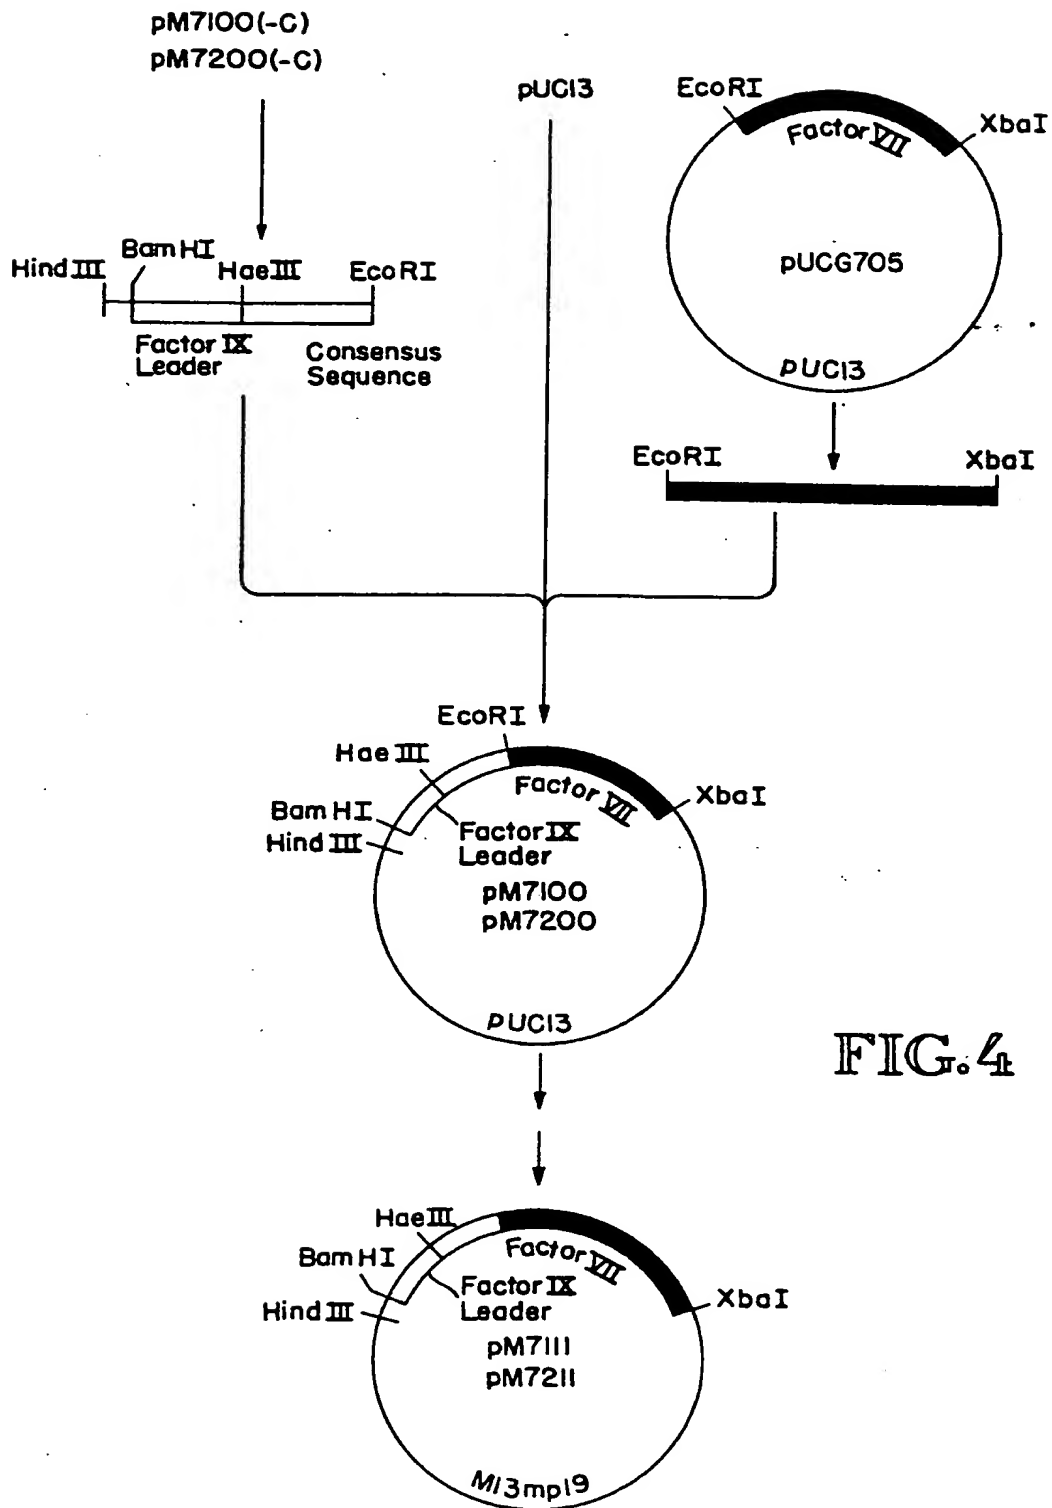 pM7100(-C)
pM7200(-C)
pUC13
EcoRI
XbaI
Factor VII
pUCG705
pUC13
Hind III
Bam HI
Hae III
EcoRI
Factor IX
Leader
Consensus
Sequence
EcoRI
XbaI
EcoRI
Hae III
Bam HI
Hind III
Factor VII
XbaI
Factor IX
Leader
pM7100
pM7200
pUC13
FIG. 4
Hae III
Bam HI
Hind III
Factor VII
XbaI
Factor IX
Leader
pM7111
pM7211
M13mp19